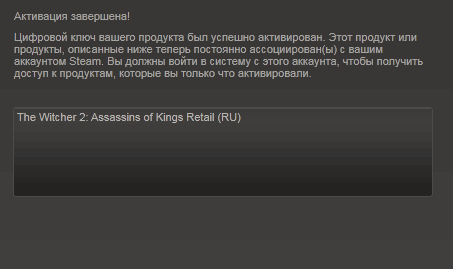 Активация завершена!
Цифровой ключ вашего продукта был успешно активирован. Этот продукт или
продукты, описанные ниже теперь постоянно ассоциирован(ы) с вашим
аккаунтом Steam. Вы должны войти в систему с этого аккаунта, чтобы получить
доступ к продуктам, которые вы только что активировали.
The Witcher 2: Assassins of Kings Retail (RU)